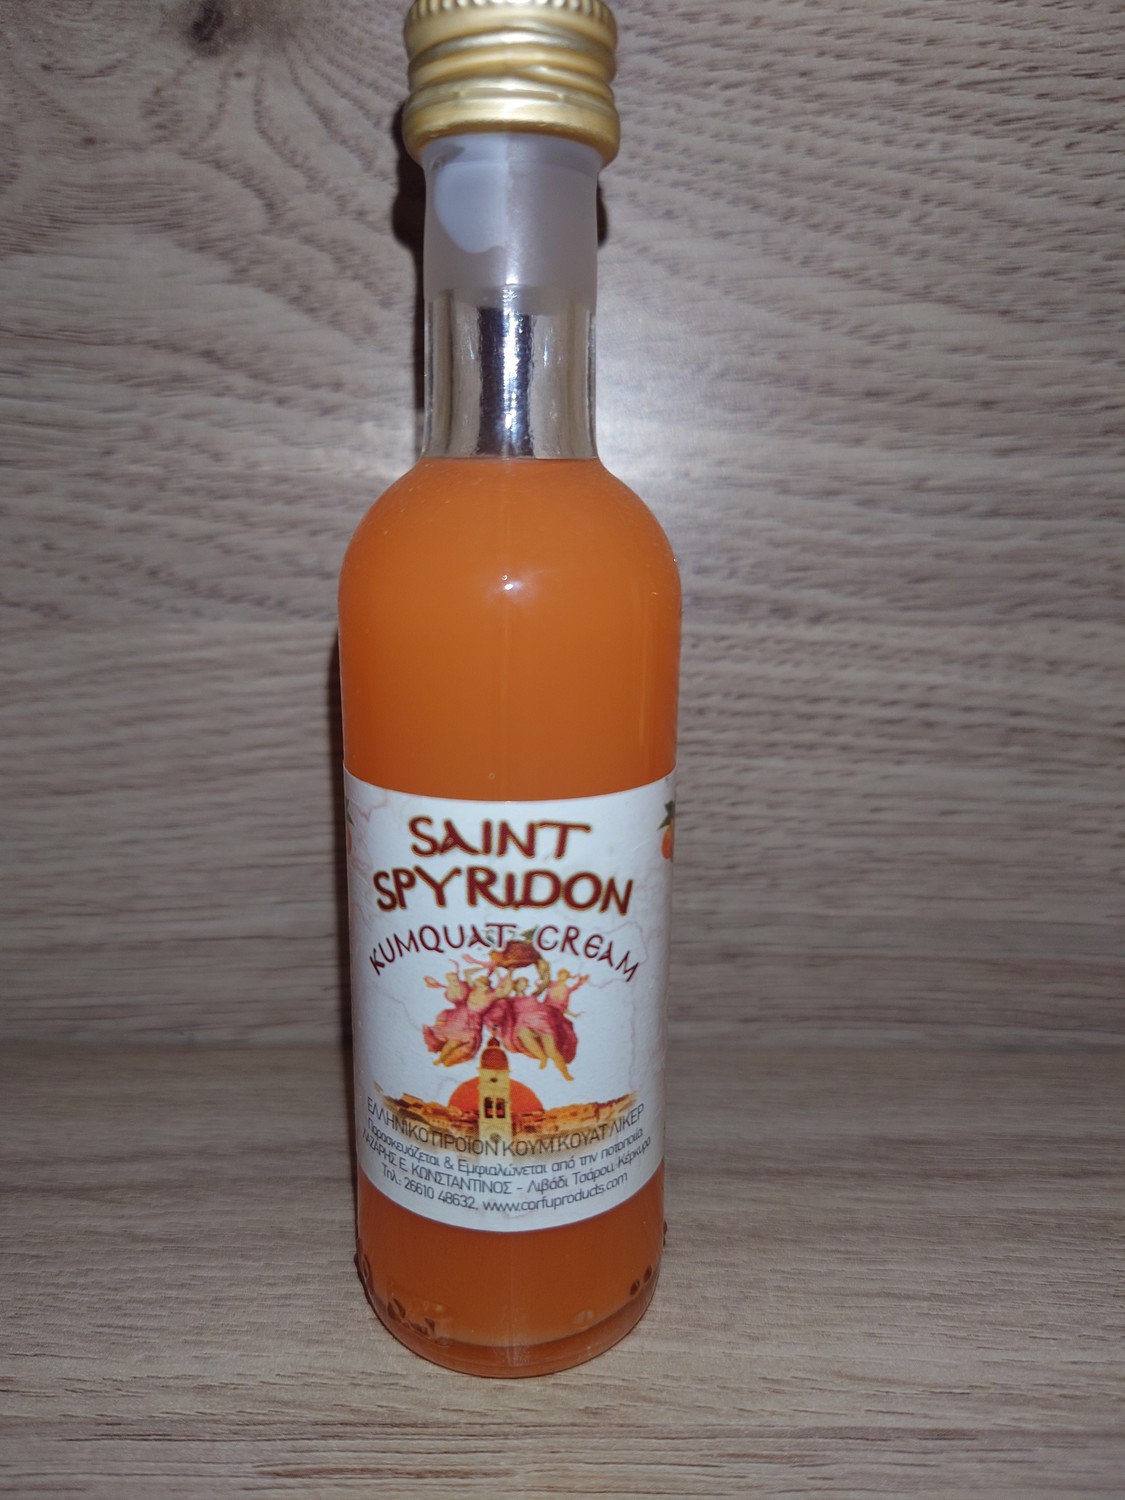 SAINT
SPYRIDON
KUMQUAT CREAM
ΕΛΛΗΝΙΚΟ ΠΡΟΪΟΝ ΚΟΥΜ ΚΟΥΑΤ ΛΙΚΕΡ
Παρασκευάζεται & Εμφιαλώνεται από την ποτοποιία
ΛΑΖΑΡΗΣ Ε. ΚΩΝΣΤΑΝΤΙΝΟΣ - Λιβάδι Τσάρου, Κέρκυρα
Τηλ.: 26610 48632, www.corfuproducts.com